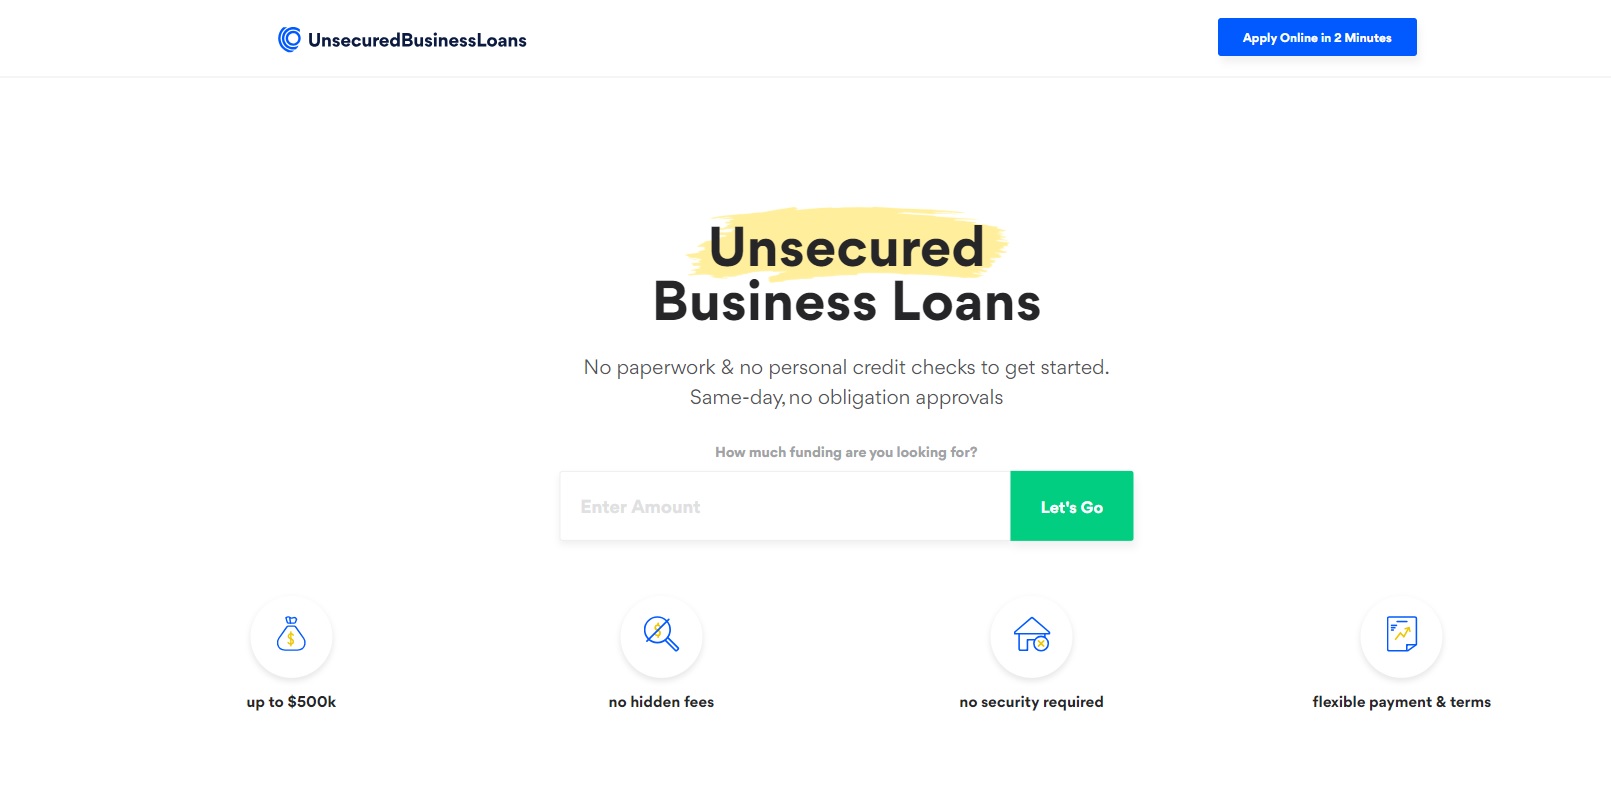 UnsecuredBusinessLoans
Apply Online in 2 Minutes
Unsecured
Business Loans
No paperwork & no personal credit checks to get started.
Same-day, no obligation approvals
How much funding are you looking for?
Enter Amount
Let's Go
up to $500k
no hidden fees
no security required
flexible payment & terms